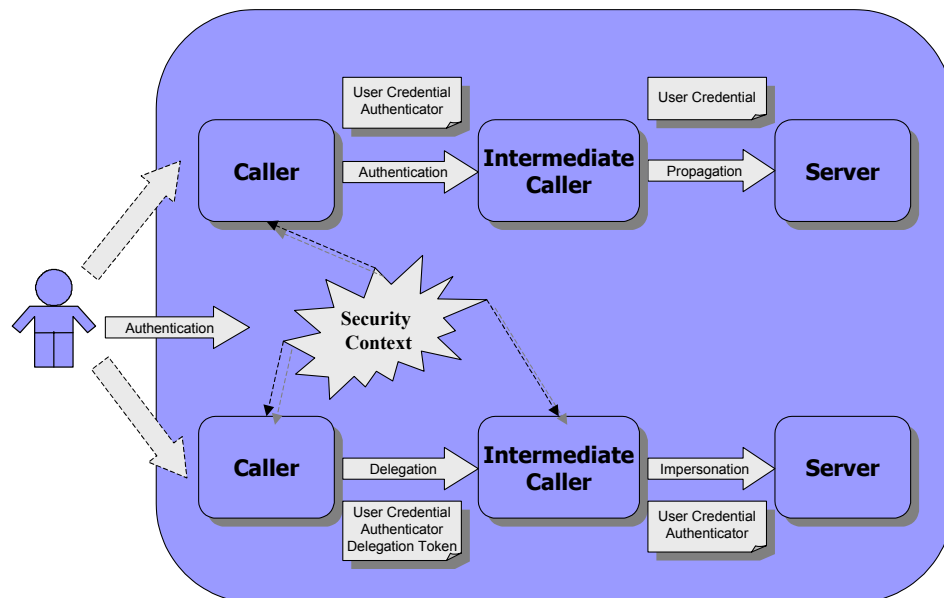 User Credential
Authenticator
User Credential
Caller
Authentication
Intermediate
Caller
Propagation
Server
Authentication
Security
Context
Caller
Delegation
Intermediate
Caller
Impersonation
Server
User Credential
Authenticator
Delegation Token
User Credential
Authenticator